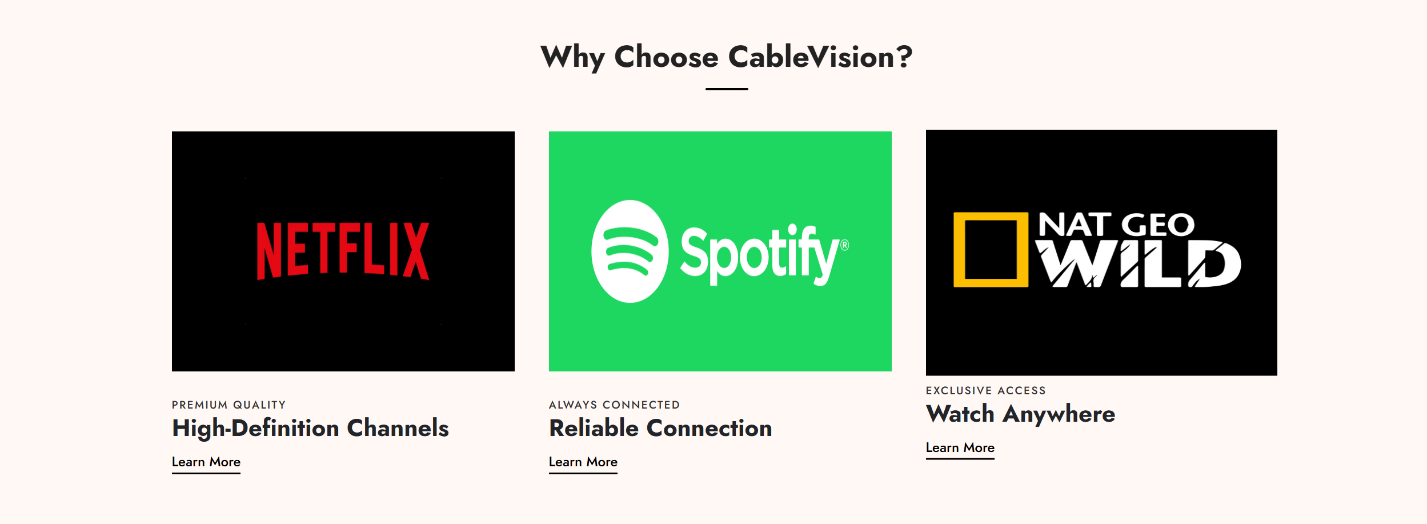 Why Choose CableVision?
NETFLIX
PREMIUM QUALITY
High-Definition Channels
Learn More
Spotify®
ALWAYS CONNECTED
Reliable Connection
Learn More
NAT GEO
WILD
EXCLUSIVE ACCESS
Watch Anywhere
Learn More